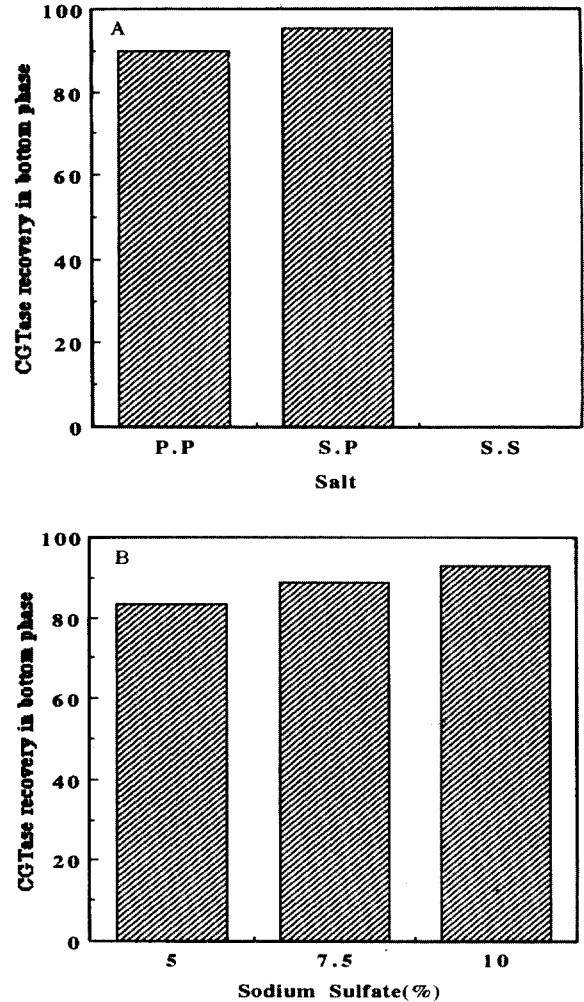 A
CGTase recovery in bottom phase
100
80
60
40
20
0
P.P S.P S.S
Salt
B
CGTase recovery in bottom phase
100
80
60
40
20
0
5 7.5 10
Sodium Sulfate(%)